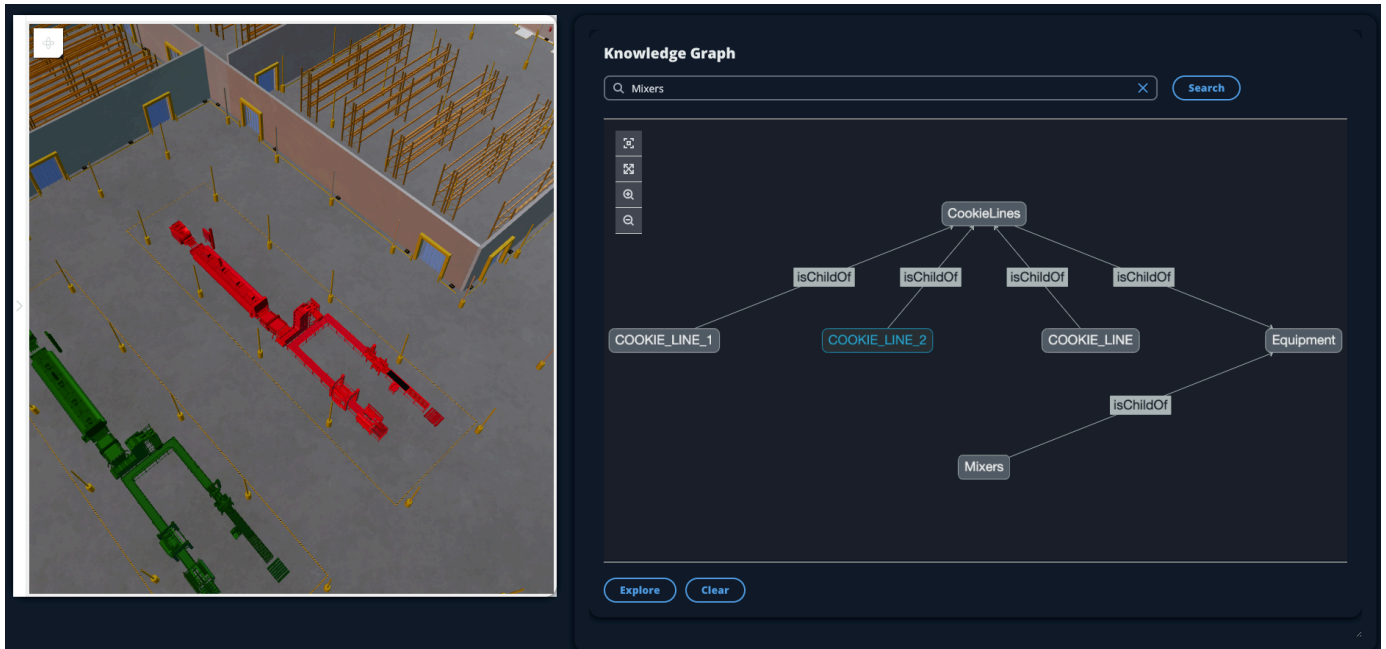 Knowledge Graph
Mixers
Search
CookieLines
isChildOf isChildOf isChildOf isChildOf
COOKIE_LINE_1 COOKIE_LINE_2 COOKIE_LINE Equipment
isChildOf
Mixers
Explore Clear